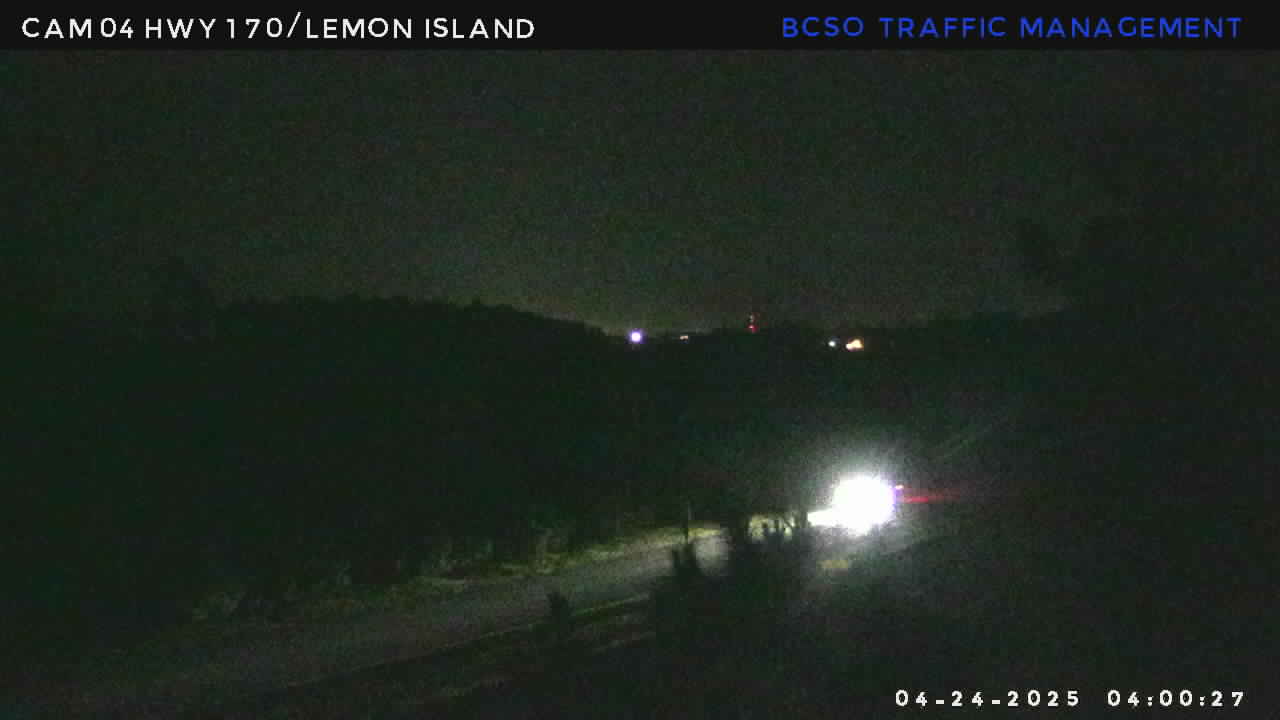 CAM04 HWY 170/LEMON ISLAND
BCSO TRAFFIC MANAGEMENT
04-24-2025 04:00:27